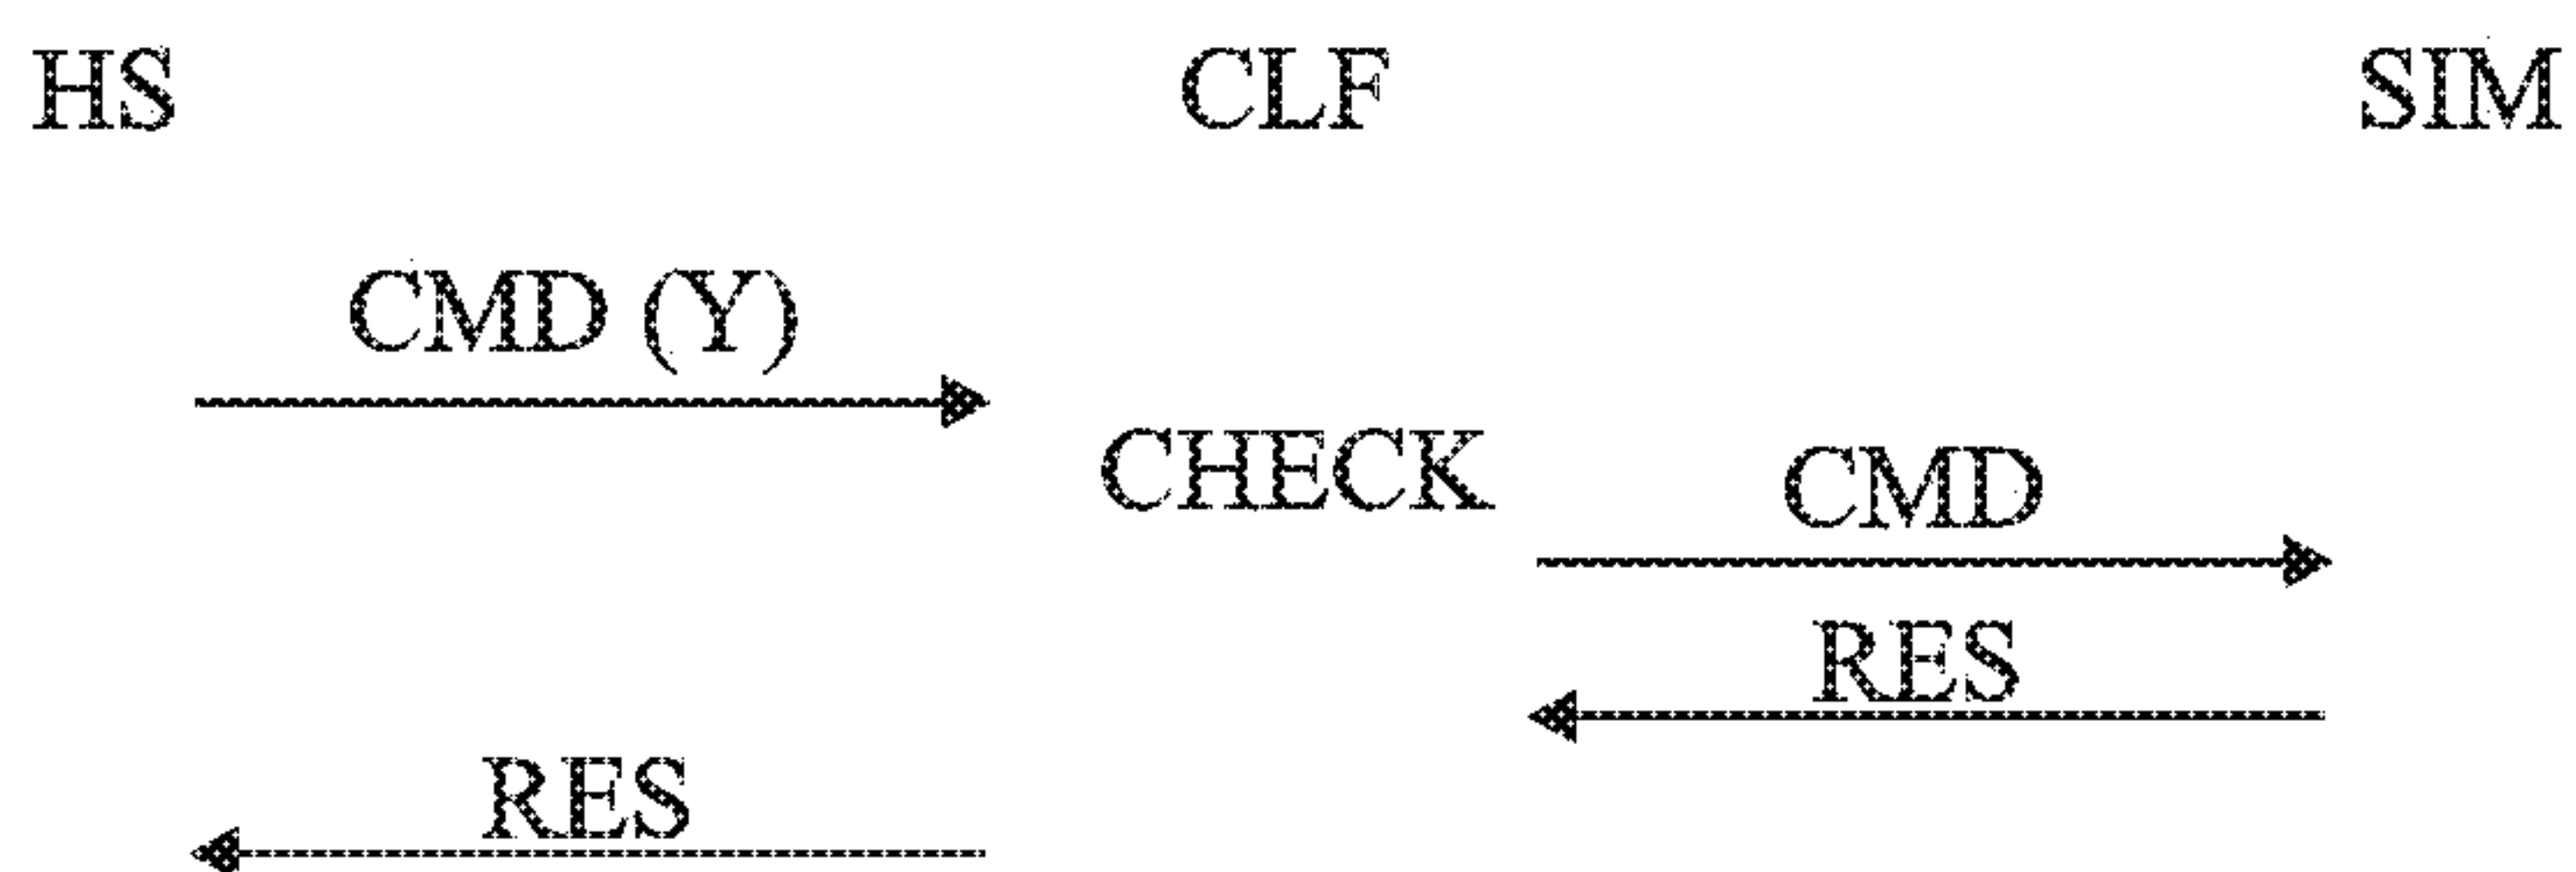 HS CLF SIM
CMD (Y)
CHECK
CMD
RES
RES